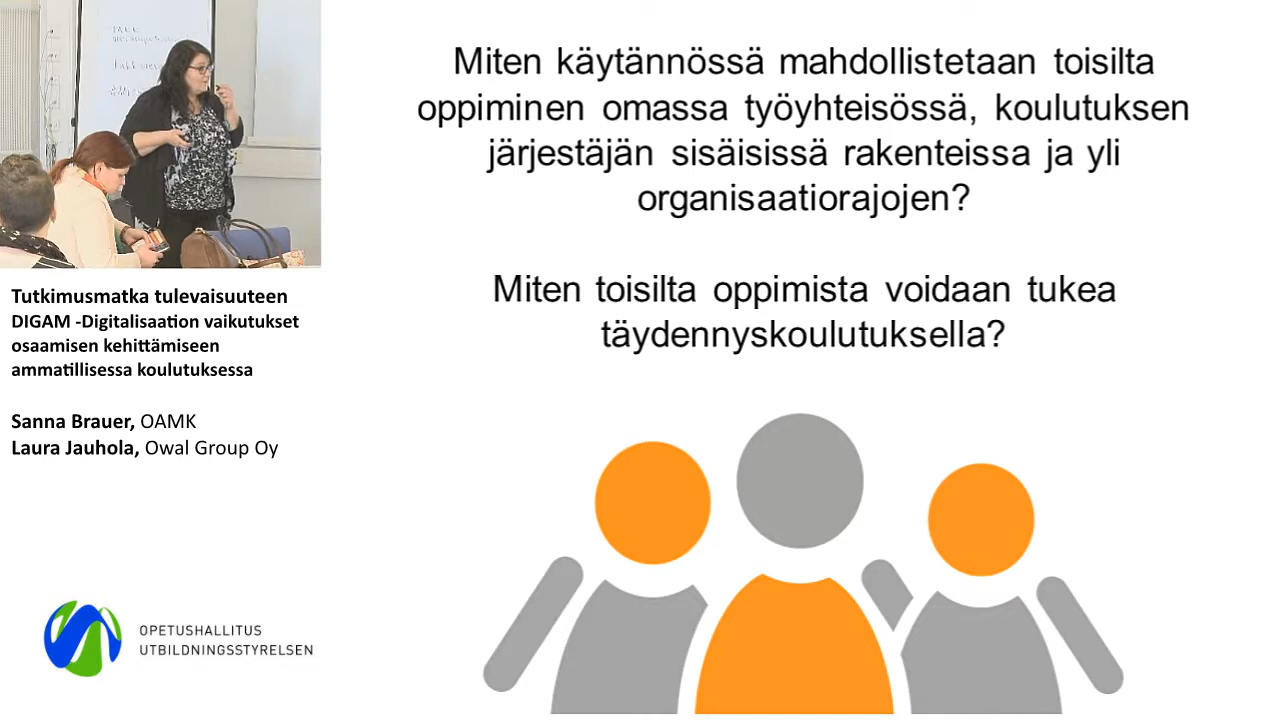 Miten käytännössä mahdollistetaan toisilta
oppiminen omassa työyhteisössä, koulutuksen
järjestäjän sisäisissä rakenteissa ja yli
organisaatiorajojen?
Miten toisilta oppimista voidaan tukea
täydennyskoulutuksella?
Tutkimusmatka tulevaisuuteen
DIGAM -Digitalisaation vaikutukset
osaamisen kehittämiseen
ammatillisessa koulutuksessa
Sanna Brauer, OAMK
Laura Jauhola, Owal Group Oy
OPETUSHALLITUS
UTBILDNINGSSTYRELSEN